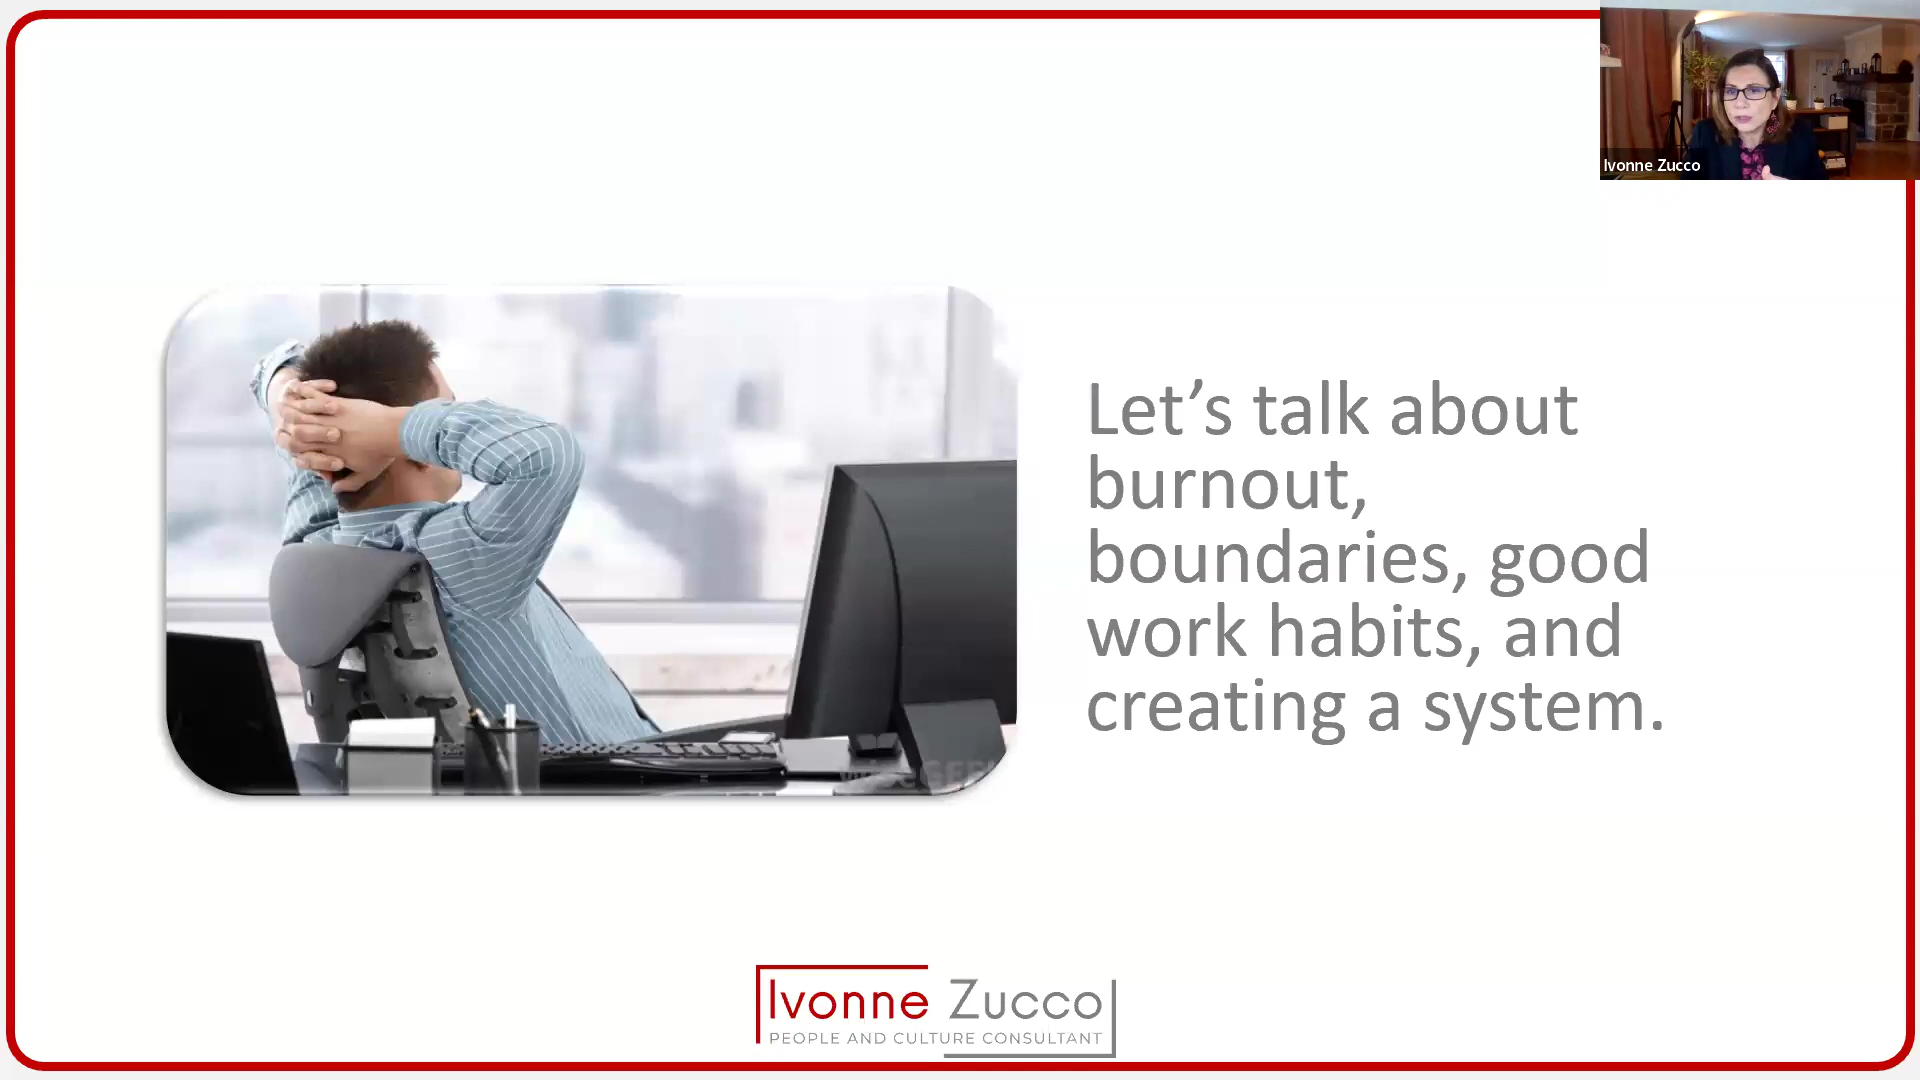 Ivonne Zucco
Let’s talk about
burnout,
boundaries, good
work habits, and
creating a system.
Ivonne Zucco
PEOPLE AND CULTURE CONSULTANT